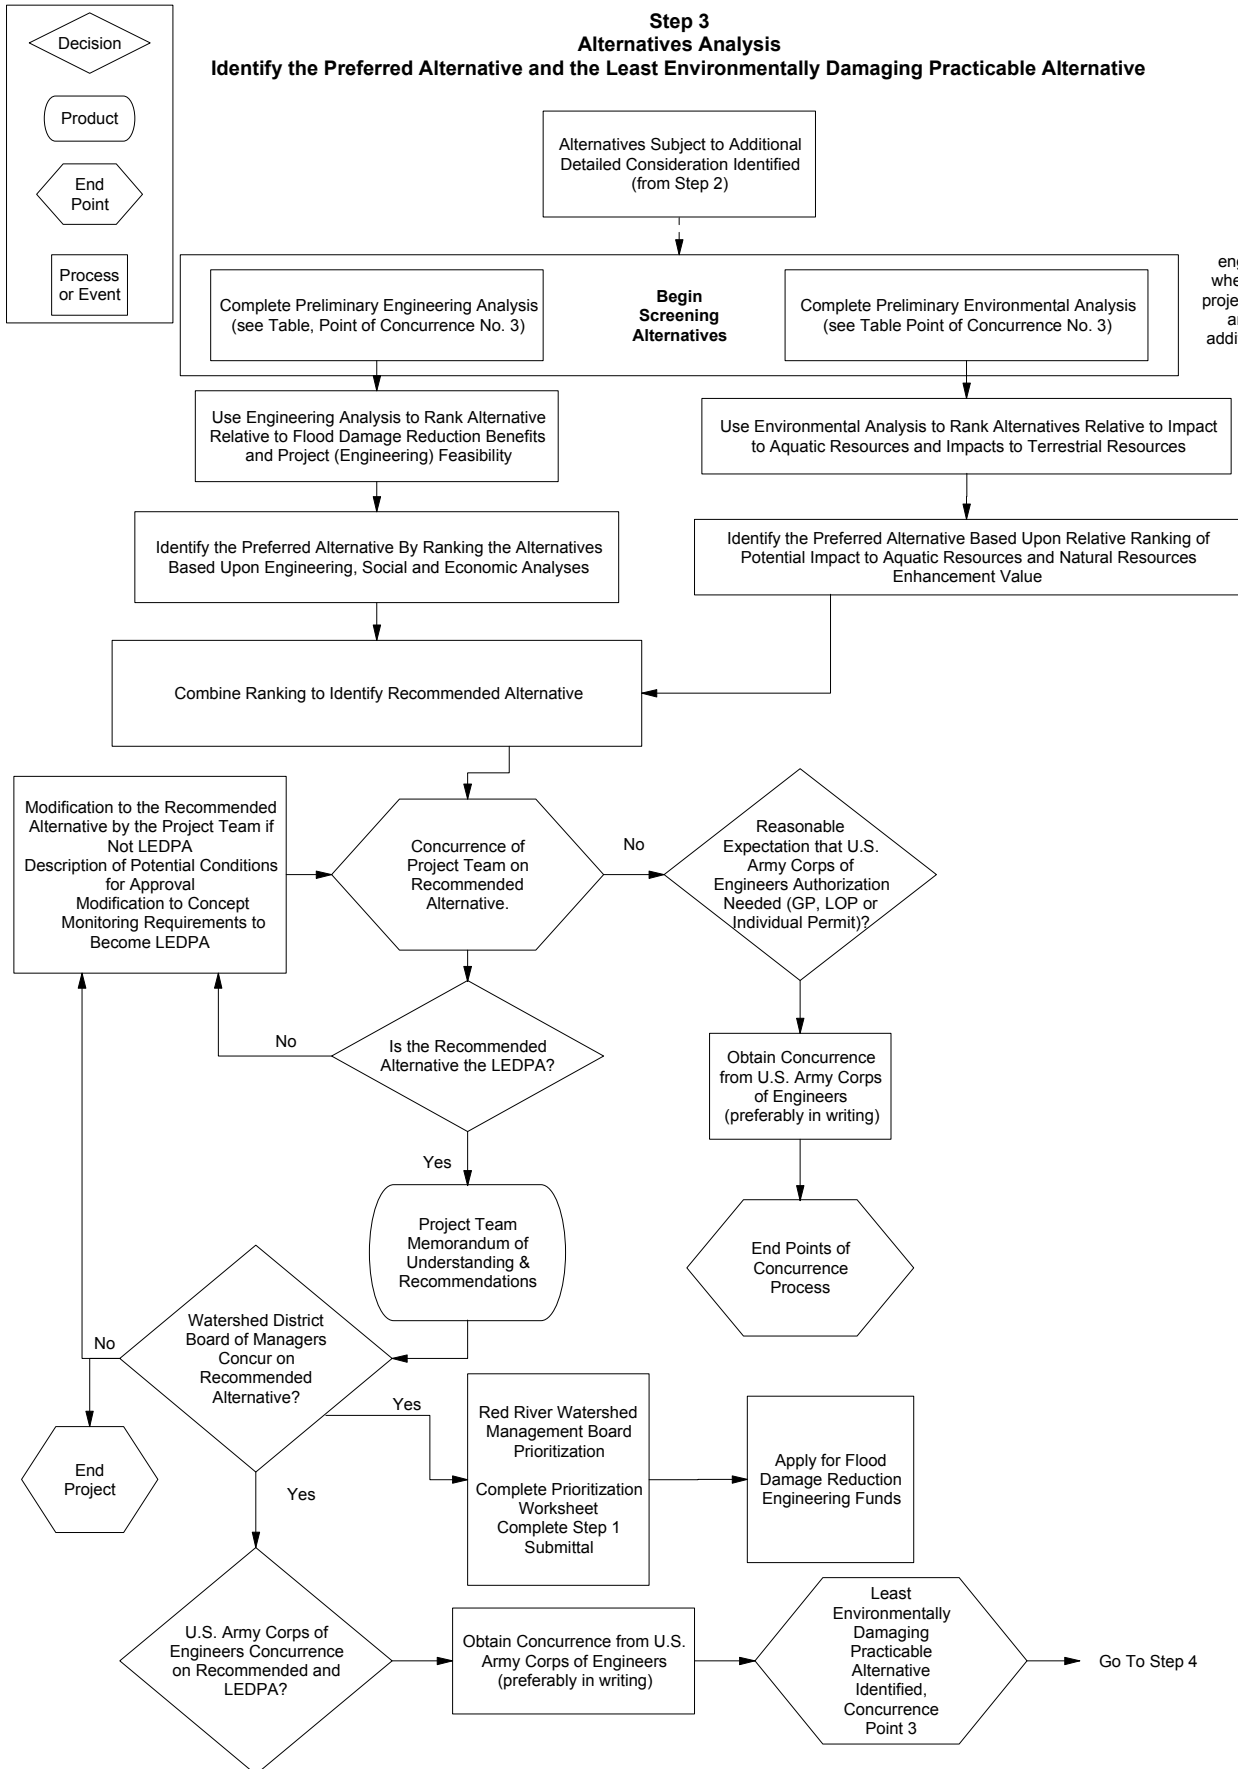 Step 3
Alternatives Analysis
Identify the Preferred Alternative and the Least Environmentally Damaging Practicable Alternative
Decision
Product
End
Point
Process
or Event
Alternatives Subject to Additional
Detailed Consideration Identified
(from Step 2)
Complete Preliminary Engineering Analysis
(see Table, Point of Concurrence No. 3)
Begin
Screening
Alternatives
Complete Preliminary Environmental Analysis
(see Table Point of Concurrence No. 3)
Use Engineering Analysis to Rank Alternative
Relative to Flood Damage Reduction Benefits
and Project (Engineering) Feasibility
Use Environmental Analysis to Rank Alternatives Relative to Impact
to Aquatic Resources and Impacts to Terrestrial Resources
Identify the Preferred Alternative By Ranking the Alternatives
Based Upon Engineering, Social and Economic Analyses
Identify the Preferred Alternative Based Upon Relative Ranking of
Potential Impact to Aquatic Resources and Natural Resources
Enhancement Value
Combine Ranking to Identify Recommended Alternative
Modification to the Recommended
Alternative by the Project Team if
Not LEDPA
Description of Potential Conditions
for Approval
Modification to Concept
Monitoring Requirements to
Become LEDPA
Concurrence of
Project Team on
Recommended
Alternative.
No
Reasonable
Expectation that U.S.
Army Corps of
Engineers Authorization
Needed (GP, LOP or
Individual Permit)?
No
Is the Recommended
Alternative the LEDPA?
Obtain Concurrence
from U.S. Army Corps
of Engineers
(preferably in writing)
Yes
Project Team
Memorandum of
Understanding &
Recommendations
End Points of
Concurrence
Process
No
Watershed District
Board of Managers
Concur on
Recommended
Alternative?
Yes
Red River Watershed
Management Board
Prioritization
Complete Prioritization
Worksheet
Complete Step 1
Submittal
Apply for Flood
Damage Reduction
Engineering Funds
End
Project
Yes
U.S. Army Corps of
Engineers Concurrence
on Recommended and
LEDPA?
Obtain Concurrence from U.S.
Army Corps of Engineers
(preferably in writing)
Least
Environmentally
Damaging
Practicable
Alternative
Identified,
Concurrence
Point 3
Go To Step 4